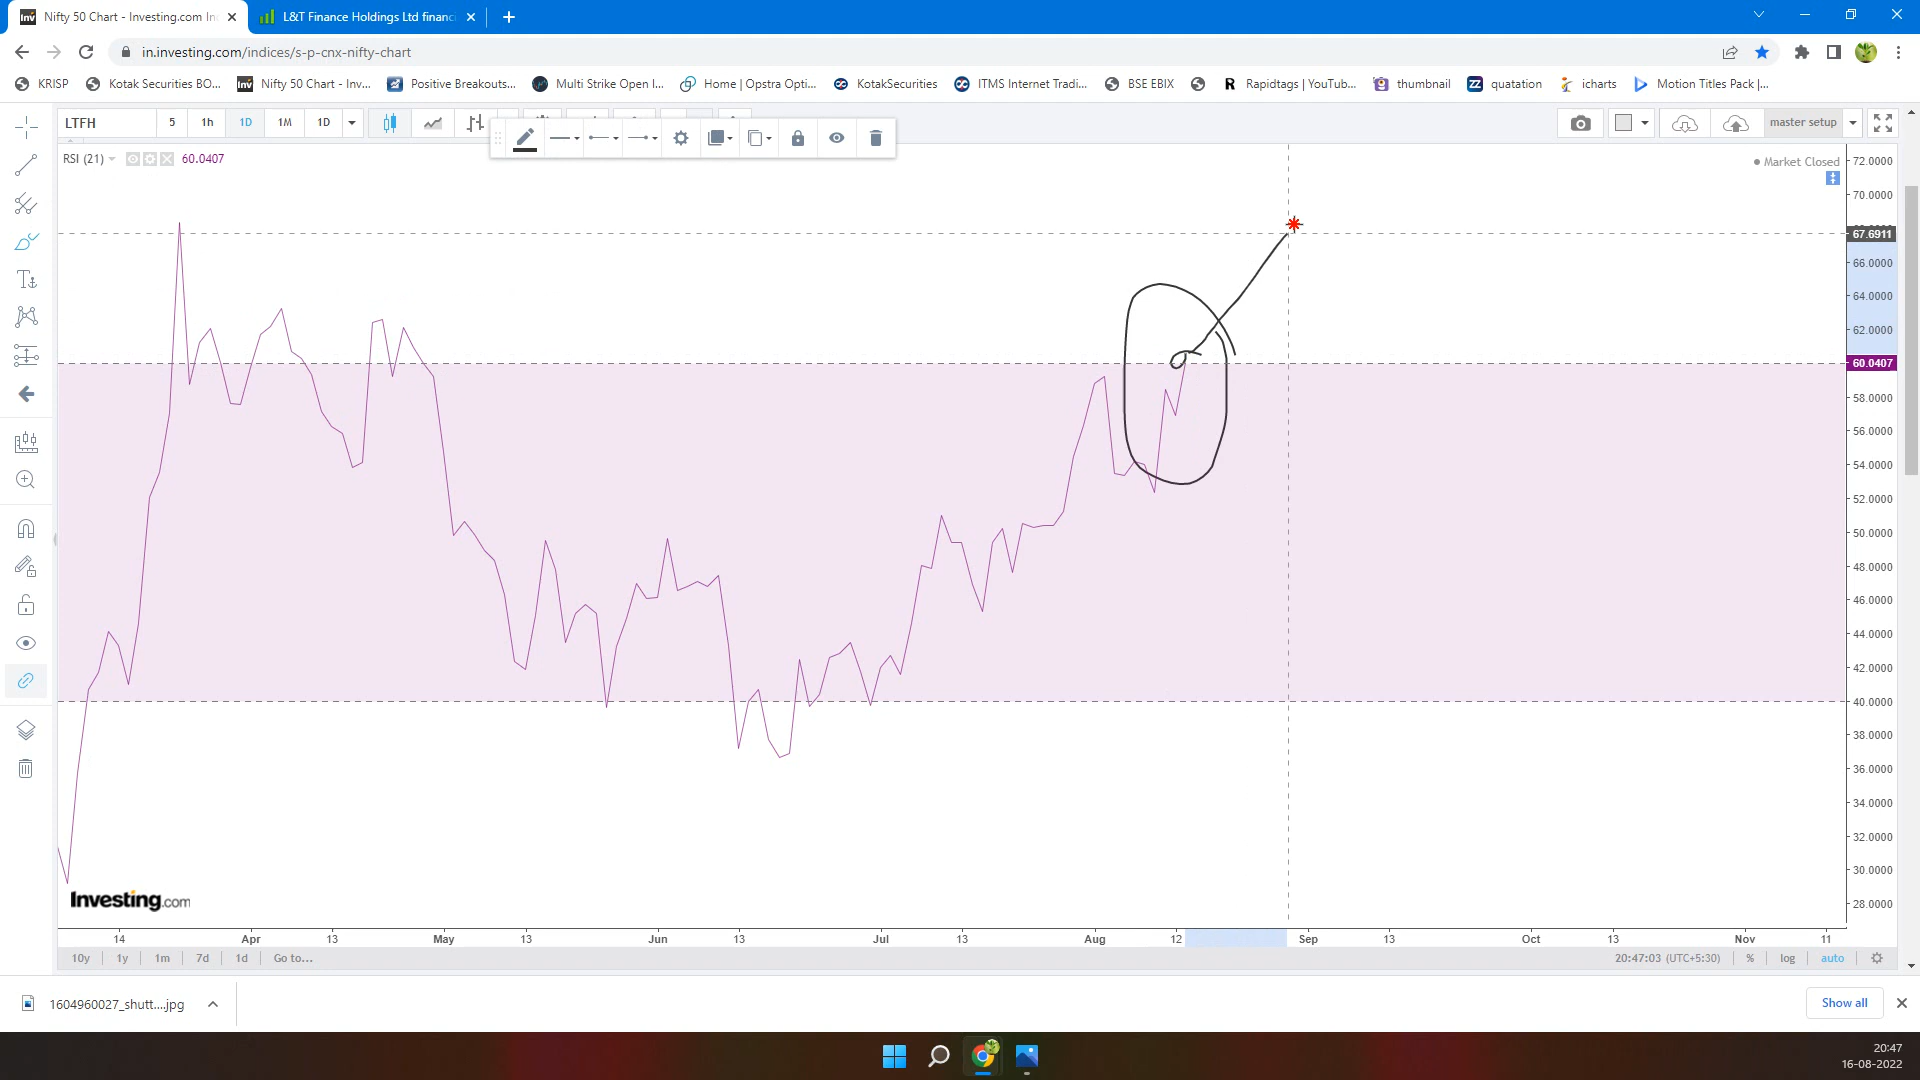 Nifty 50 Chart - Investing.com In
L&T Finance Holdings Ltd financi
in.investing.com/indices/s-p-cnx-nifty-chart
KRISP
Kotak Securities BO...
Nifty 50 Chart - Inv...
Positive Breakouts...
Multi Strike Open I...
Home | Opstra Opti...
KotakSecurities
ITMS Internet Tradi...
BSE EBIX
Rapidtags | YouTub...
thumbnail
quatation
icharts
Motion Titles Pack |...
LTFH 5 1h 1D 1M 1D
master setup
RSI (21) 60.0407
Market Closed
72.0000
70.0000
67.6911
66.0000
64.0000
62.0000
60.0407
58.0000
56.0000
54.0000
52.0000
50.0000
48.0000
46.0000
44.0000
42.0000
40.0000
38.0000
36.0000
34.0000
32.0000
30.0000
28.0000
Investing.com
14 Apr 13 May 13 Jun 13 Jul 13 Aug 12 Sep 13 Oct 13 Nov 11
10y 1y 1m 7d 1d Go to...
20:47:03 (UTC+5:30) % log auto
1604960027_shutt....jpg
Show all
20:47
16-08-2022